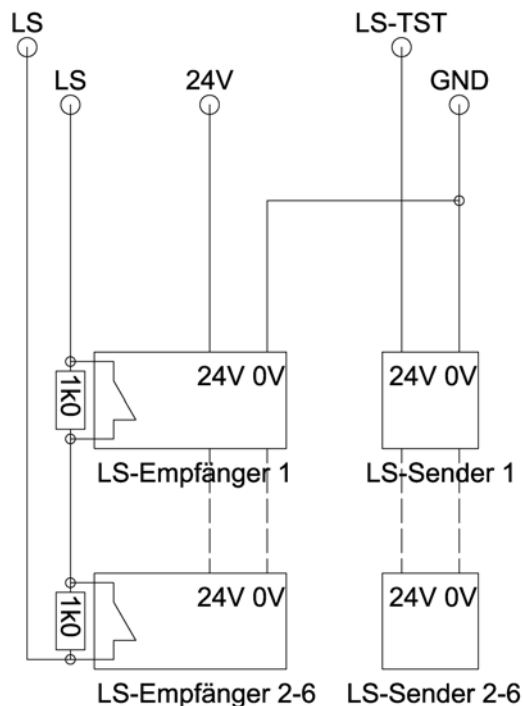 LS
LS-TST
LS
24V
GND
1k0
24V 0V
24V 0V
LS-Empfänger 1
LS-Sender 1
1k0
24V 0V
24V 0V
LS-Empfänger 2-6
LS-Sender 2-6